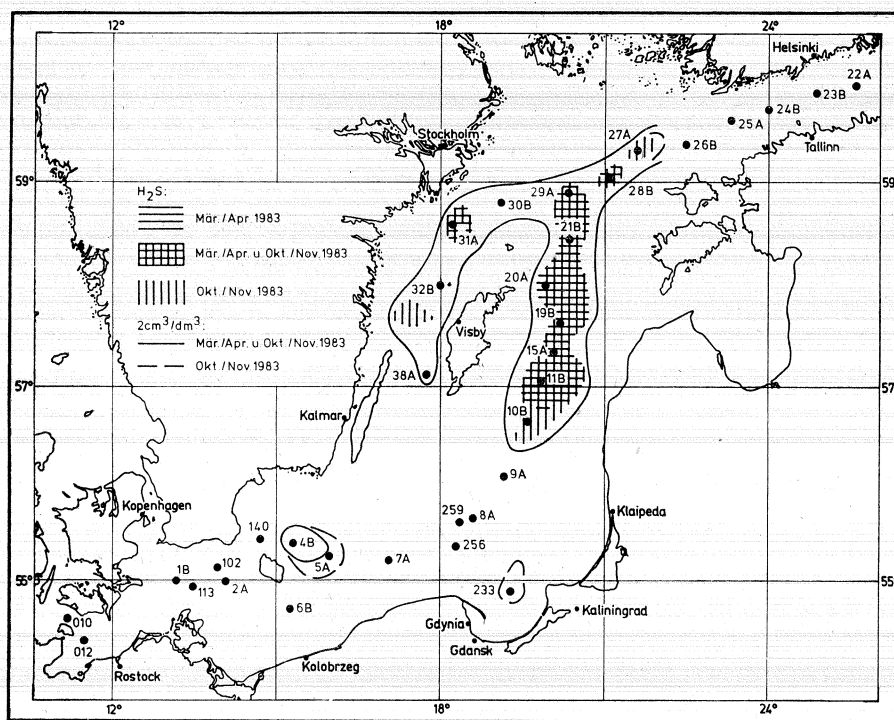 12°
18°
24°
Helsinki
22A
23B
24B
25A
Tallinn
26B
27A
Stockholm
59°
59°
28B
29A
30B
H₂S:
Mär./Apr. 1983
Mär./Apr. u. Okt./Nov. 1983
Okt./Nov. 1983
2cm³/dm³:
Mär./Apr. u. Okt./Nov. 1983
Okt./Nov. 1983
31A
21B
20A
32B
19B
Visby
15A
57°
57
38A
11B
Kalmar
10B
9A
Kopenhagen
259
8A
Klaipeda
140
4B
256
5A
7A
102
1B
55°
55
113
2A
233
6B
010
Kaliningrad
Gdynia
012
Gdansk
Kolobrzeg
Rostock
12°
18°
24°